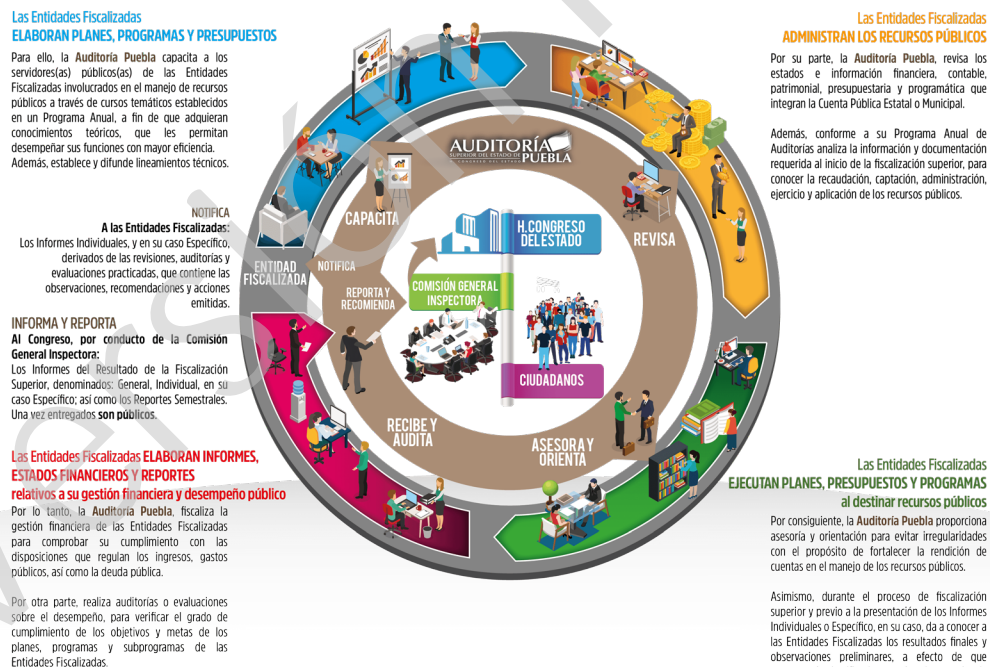 Las Entidades Fiscalizadas
ELABORAN PLANES, PROGRAMAS Y PRESUPUESTOS
Para ello, la Auditoría Puebla capacita a los
servidores(as) públicos(as) de las Entidades
Fiscalizadas involucrados en el manejo de recursos
públicos a través de cursos temáticos establecidos
en un Programa Anual, a fin de que adquieran
conocimientos teóricos, que les permitan
desempeñar sus funciones con mayor eficiencia.
Además, establece y difunde lineamientos técnicos.
NOTIFICA
A las Entidades Fiscalizadas:
Los Informes Individuales, y en su caso Específico,
derivados de las revisiones, auditorías y
evaluaciones practicadas, que contiene las
observaciones, recomendaciones y acciones
emitidas.
INFORMA Y REPORTA
Al Congreso, por conducto de la Comisión
General Inspectora:
Los Informes del Resultado de la Fiscalización
Superior, denominados: General, Individual, en su
caso Específico; así como los Reportes Semestrales.
Una vez entregados son públicos.
Las Entidades Fiscalizadas ELABORAN INFORMES,
ESTADOS FINANCIEROS Y REPORTES
relativos a su gestión financiera y desempeño público
Por lo tanto, la Auditoría Puebla, fiscaliza la
gestión financiera de las Entidades Fiscalizadas
para comprobar su cumplimiento con las
disposiciones que regulan los ingresos, gastos
públicos, así como la deuda pública.
Por otra parte, realiza auditorías o evaluaciones
sobre el desempeño, para verificar el grado de
cumplimiento de los objetivos y metas de los
planes, programas y subprogramas de las
Entidades Fiscalizadas.
AUDITORÍA
SUPERIOR DEL ESTADO DE PUEBLA
H. CONGRESO DEL ESTADO
CAPACITA
REVISA
H. CONGRESO
DEL ESTADO
ENTIDAD
FISCALIZADA
NOTIFICA
REPORTA Y
RECOMIENDA
COMISIÓN GENERAL
INSPECTORA
CIUDADANOS
RECIBE Y
AUDITA
ASESORA Y
ORIENTA
Las Entidades Fiscalizadas
ADMINISTRAN LOS RECURSOS PÚBLICOS
Por su parte, la Auditoría Puebla, revisa los
estados e información financiera, contable,
patrimonial, presupuestaria y programática que
integran la Cuenta Pública Estatal o Municipal.
Además, conforme a su Programa Anual de
Auditorías analiza la información y documentación
requerida al inicio de la fiscalización superior, para
conocer la recaudación, captación, administración,
ejercicio y aplicación de los recursos públicos.
Las Entidades Fiscalizadas
EJECUTAN PLANES, PRESUPUESTOS Y PROGRAMAS
al destinar recursos públicos
Por consiguiente, la Auditoría Puebla proporciona
asesoría y orientación para evitar irregularidades
con el propósito de fortalecer la rendición de
cuentas en el manejo de los recursos públicos.
Asimismo, durante el proceso de fiscalización
superior y previo a la presentación de los Informes
Individuales o Específico, en su caso, da a conocer a
las Entidades Fiscalizadas los resultados finales y
observaciones preliminares, a efecto de que